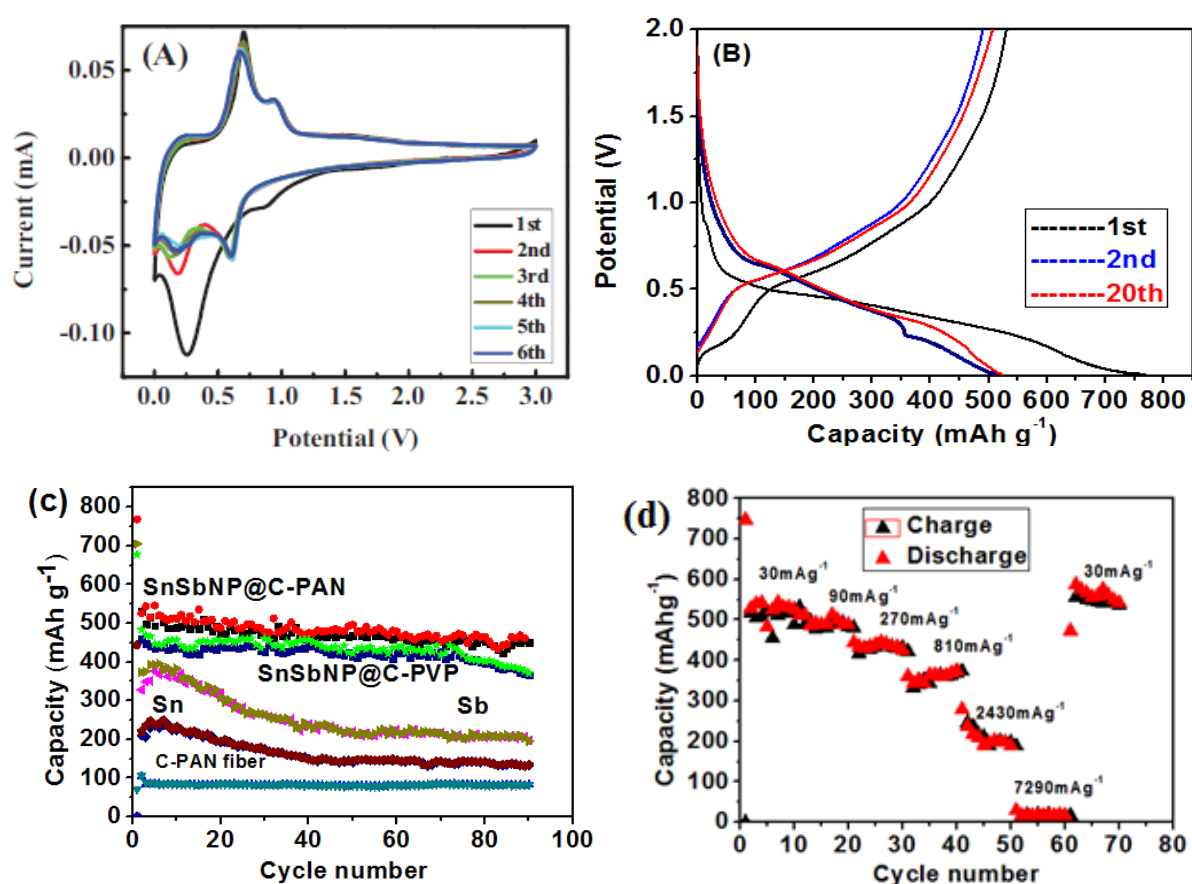 (A)
0.05
0.00
-0.05
-0.10
Current (mA)
1st
2nd
3rd
4th
5th
6th
0.0 0.5 1.0 1.5 2.0 2.5 3.0
Potential (V)
(B)
2.0
1.5
1.0
0.5
0.0
Potential (V)
1st
2nd
20th
0 100 200 300 400 500 600 700 800
Capacity (mAh g⁻¹)
(c)
800
700
600
500
400
300
200
100
0
Capacity (mAh g⁻¹)
SnSbNP@C-PAN
SnSbNP@C-PVP
Sn Sb
C-PAN fiber
0 20 40 60 80 100
Cycle number
(d)
800
700
600
500
400
300
200
100
0
Capacity (mAhg⁻¹)
Charge
Discharge
30mAg⁻¹
90mAg⁻¹
270mAg⁻¹
810mAg⁻¹
2430mAg⁻¹
7290mAg⁻¹
30mAg⁻¹
0 10 20 30 40 50 60 70 80
Cycle number